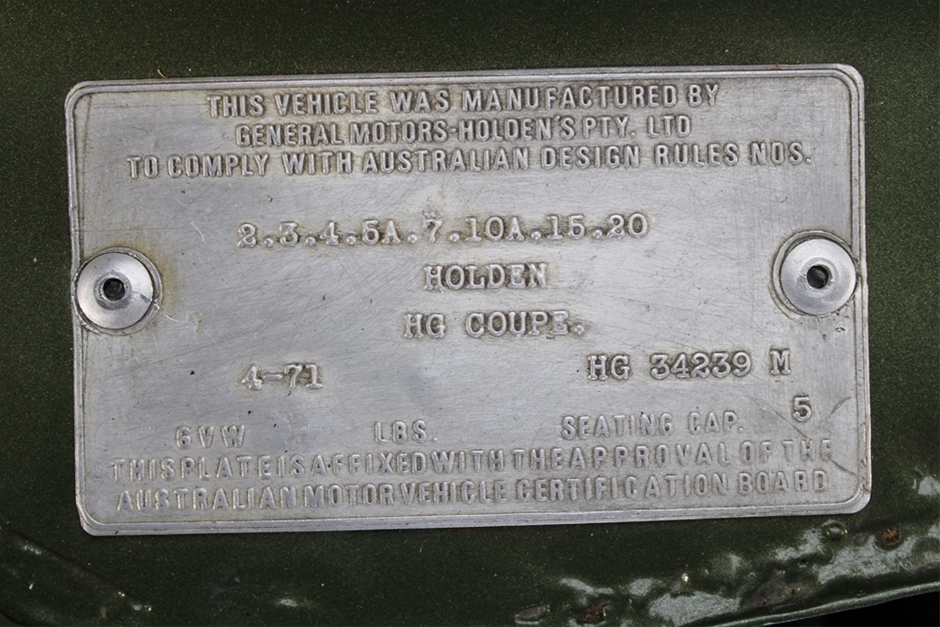 THIS VEHICLE WAS MANUFACTURED BY
GENERAL MOTORS-HOLDEN'S PTY. LTD
TO COMPLY WITH AUSTRALIAN DESIGN RULES NOS.
2.3.4.5A.7.10A.15.20
HOLDEN
HG COUPE.
4-71 HG 34239 M
GVW LBS. SEATING CAP. 5
THIS PLATE IS AFFIXED WITH THE APPROVAL OF THE
AUSTRALIAN MOTOR VEHICLE CERTIFICATION BOARD